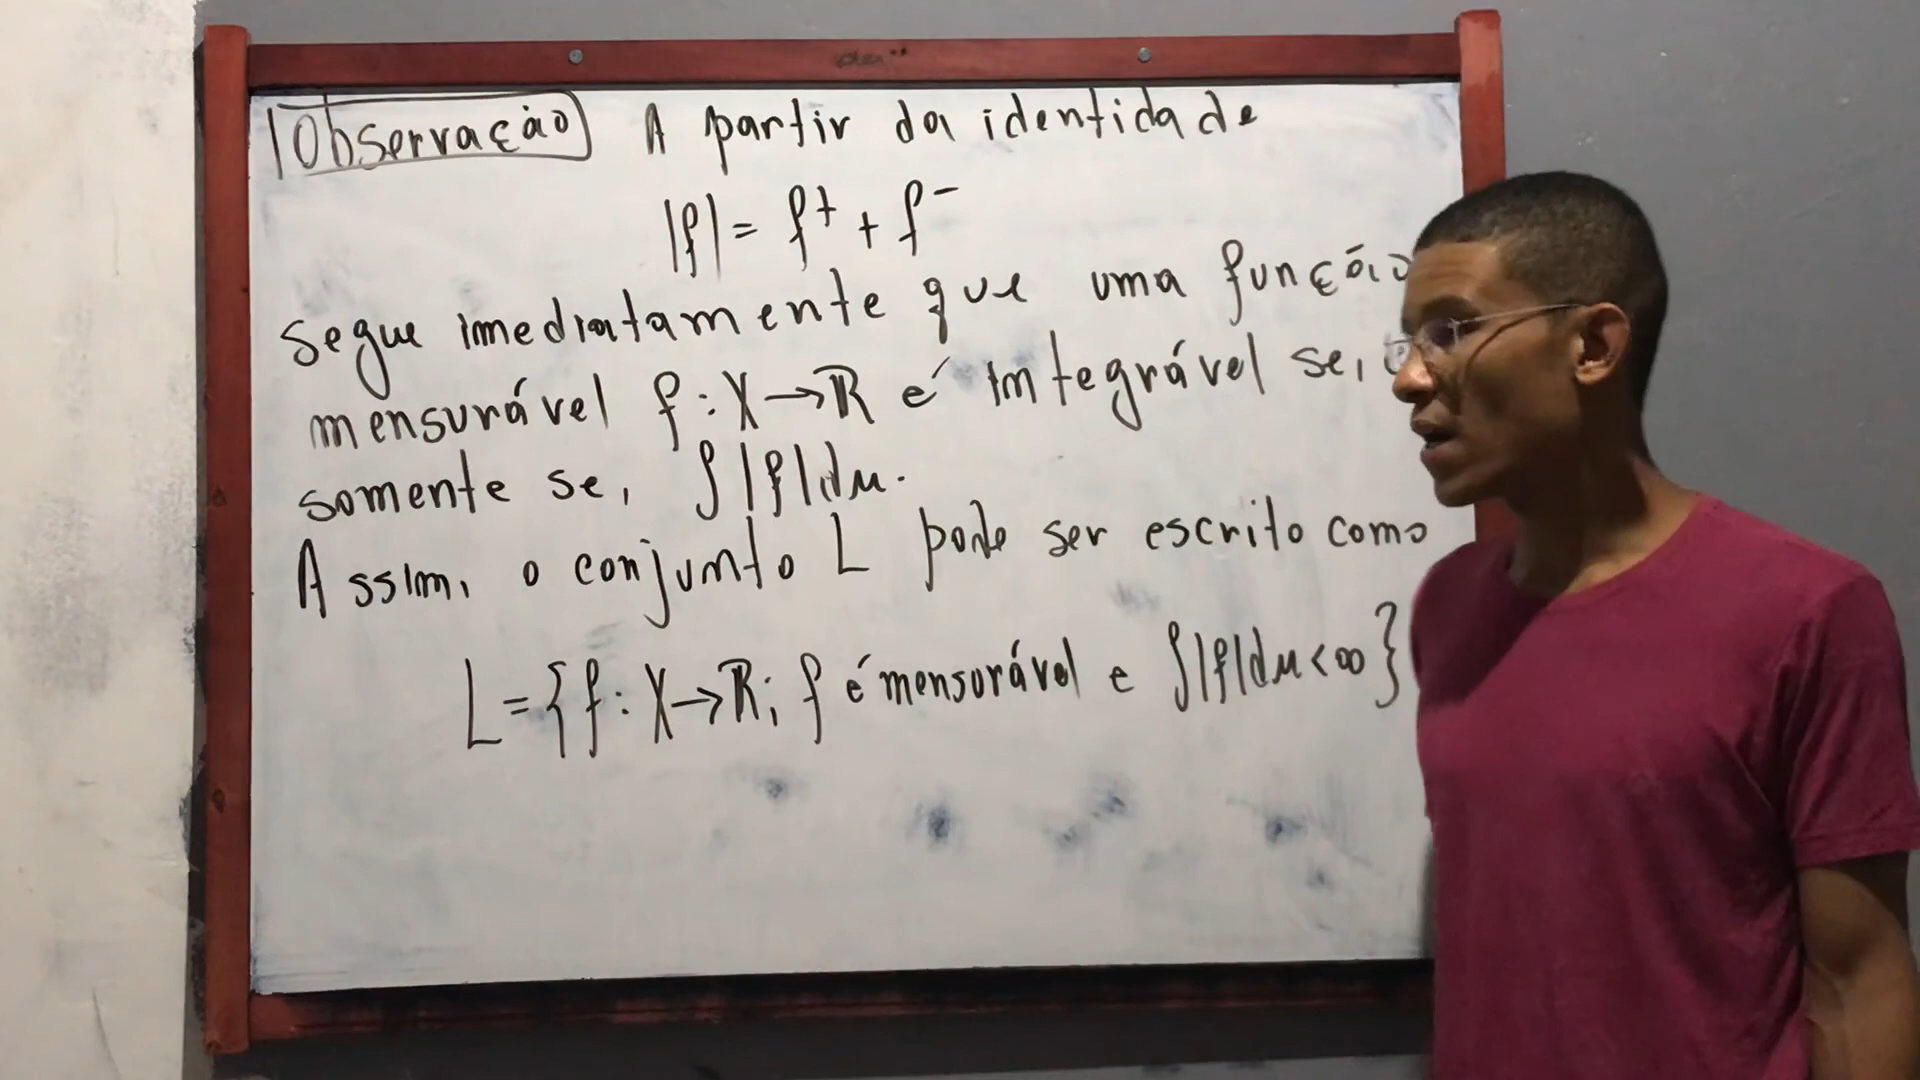 Observação A partir da identidade
|f| = f⁺ + f⁻
segue imediatamente que uma função
mensurável f: X→ℝ é integrável se, e
somente se, ∫|f|dμ.
Assim, o conjunto L pode ser escrito como
L={f: X→ℝ; f é mensurável e ∫|f|dμ<∞}